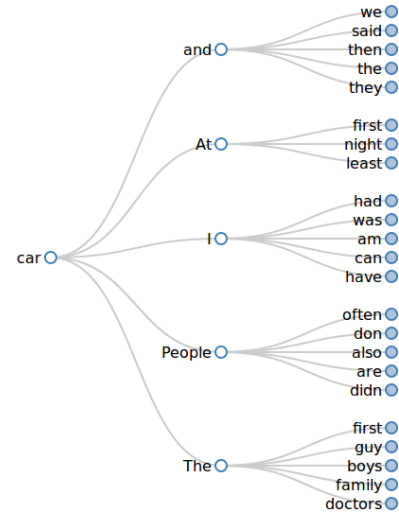 we
said
and
then
the
they
first
At
night
least
had
was
I
am
can
car
have
often
don
People
also
are
didn
first
guy
The
boys
family
doctors